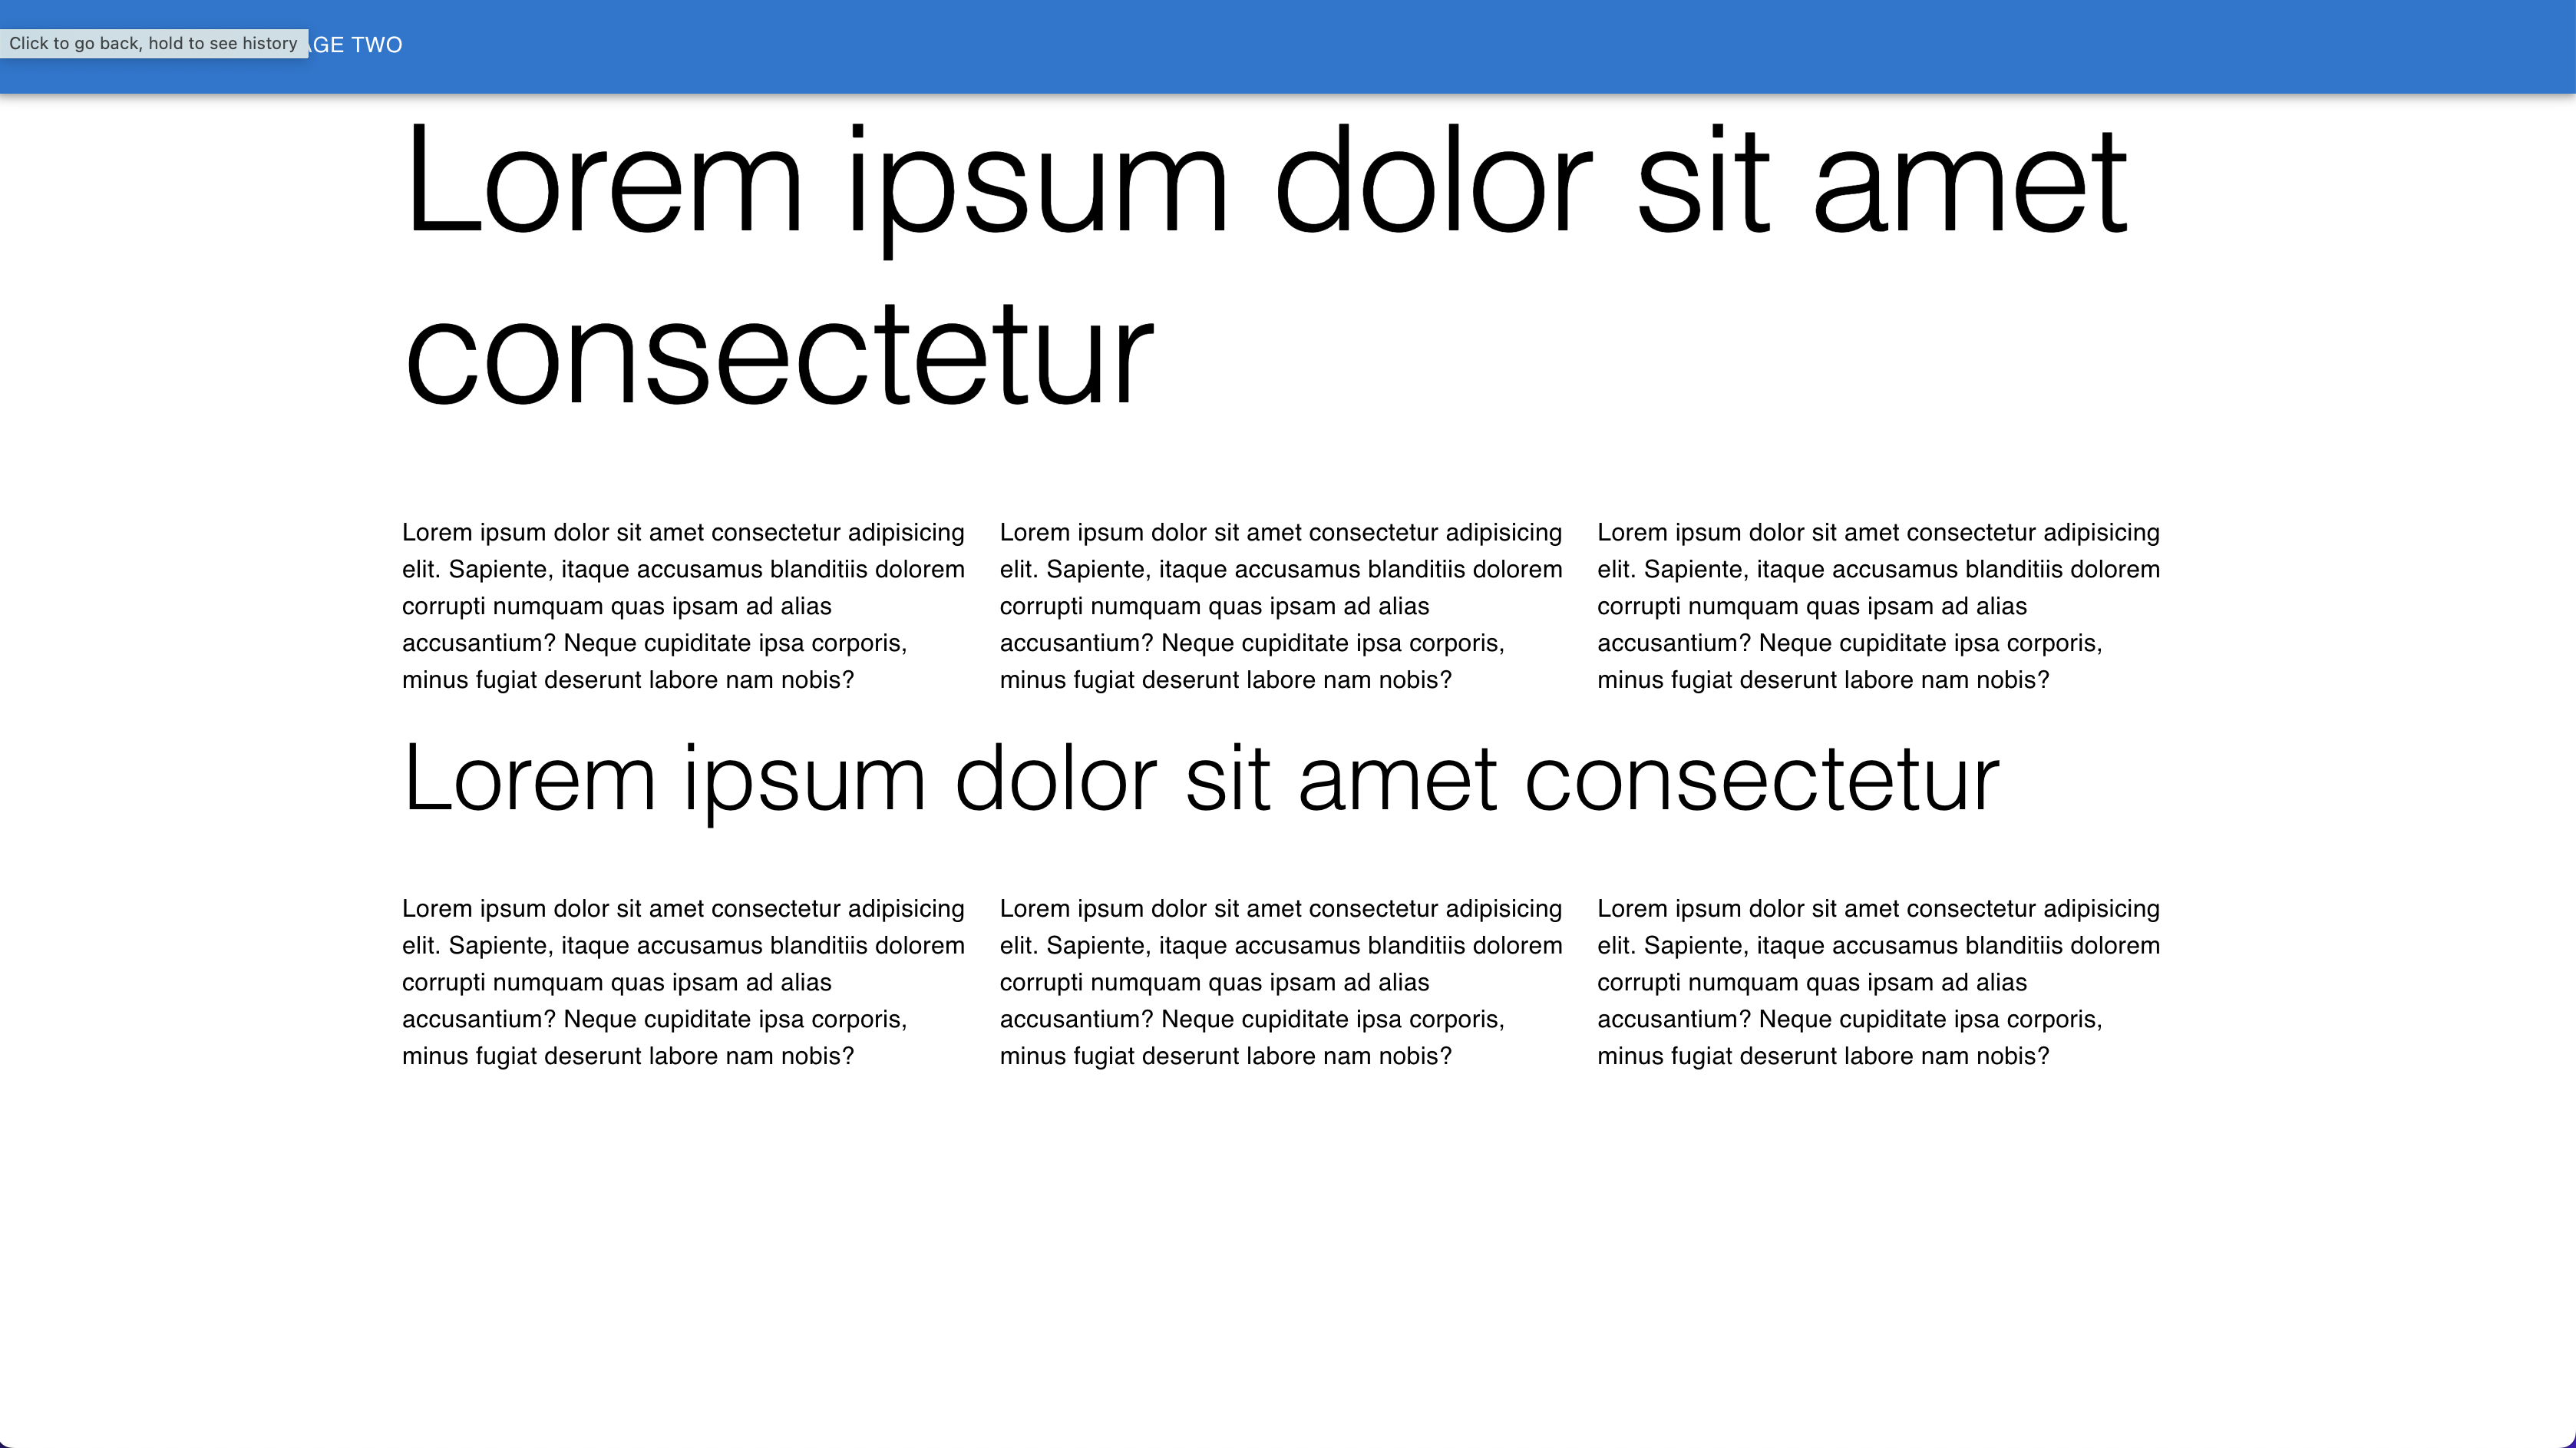 Click to go back, hold to see history
TWO
Lorem ipsum dolor sit amet
consectetur
Lorem ipsum dolor sit amet consectetur adipisicing
elit. Sapiente, itaque accusamus blanditiis dolorem
corrupti numquam quas ipsam ad alias
accusantium? Neque cupiditate ipsa corporis,
minus fugiat deserunt labore nam nobis?
Lorem ipsum dolor sit amet consectetur adipisicing
elit. Sapiente, itaque accusamus blanditiis dolorem
corrupti numquam quas ipsam ad alias
accusantium? Neque cupiditate ipsa corporis,
minus fugiat deserunt labore nam nobis?
Lorem ipsum dolor sit amet consectetur adipisicing
elit. Sapiente, itaque accusamus blanditiis dolorem
corrupti numquam quas ipsam ad alias
accusantium? Neque cupiditate ipsa corporis,
minus fugiat deserunt labore nam nobis?
Lorem ipsum dolor sit amet consectetur
Lorem ipsum dolor sit amet consectetur adipisicing
elit. Sapiente, itaque accusamus blanditiis dolorem
corrupti numquam quas ipsam ad alias
accusantium? Neque cupiditate ipsa corporis,
minus fugiat deserunt labore nam nobis?
Lorem ipsum dolor sit amet consectetur adipisicing
elit. Sapiente, itaque accusamus blanditiis dolorem
corrupti numquam quas ipsam ad alias
accusantium? Neque cupiditate ipsa corporis,
minus fugiat deserunt labore nam nobis?
Lorem ipsum dolor sit amet consectetur adipisicing
elit. Sapiente, itaque accusamus blanditiis dolorem
corrupti numquam quas ipsam ad alias
accusantium? Neque cupiditate ipsa corporis,
minus fugiat deserunt labore nam nobis?